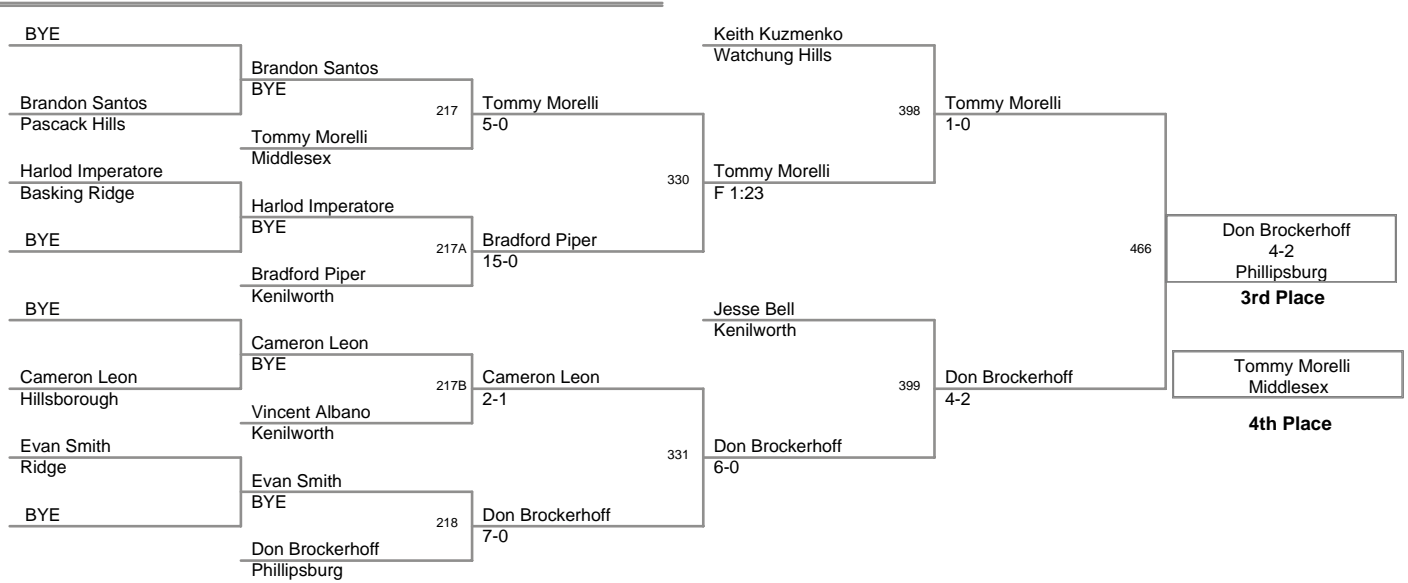 BYE
Brandon Santos
Pascack Hills
Harlod Imperatore
Basking Ridge
BYE
BYE
Cameron Leon
Hillsborough
Evan Smith
Ridge
BYE
Brandon Santos
BYE
217
Tommy Morelli
Middlesex
Harlod Imperatore
BYE
217A
Bradford Piper
Kenilworth
Cameron Leon
BYE
217B
Vincent Albano
Kenilworth
Evan Smith
BYE
218
Don Brockerhoff
Phillipsburg
Tommy Morelli
5-0
330
Bradford Piper
15-0
Cameron Leon
2-1
331
Don Brockerhoff
7-0
Keith Kuzmenko
Watchung Hills
398
Tommy Morelli
F 1:23
Jesse Bell
Kenilworth
399
Don Brockerhoff
6-0
Tommy Morelli
1-0
466
Don Brockerhoff
4-2
Don Brockerhoff
4-2
Phillipsburg
3rd Place
Tommy Morelli
Middlesex
4th Place